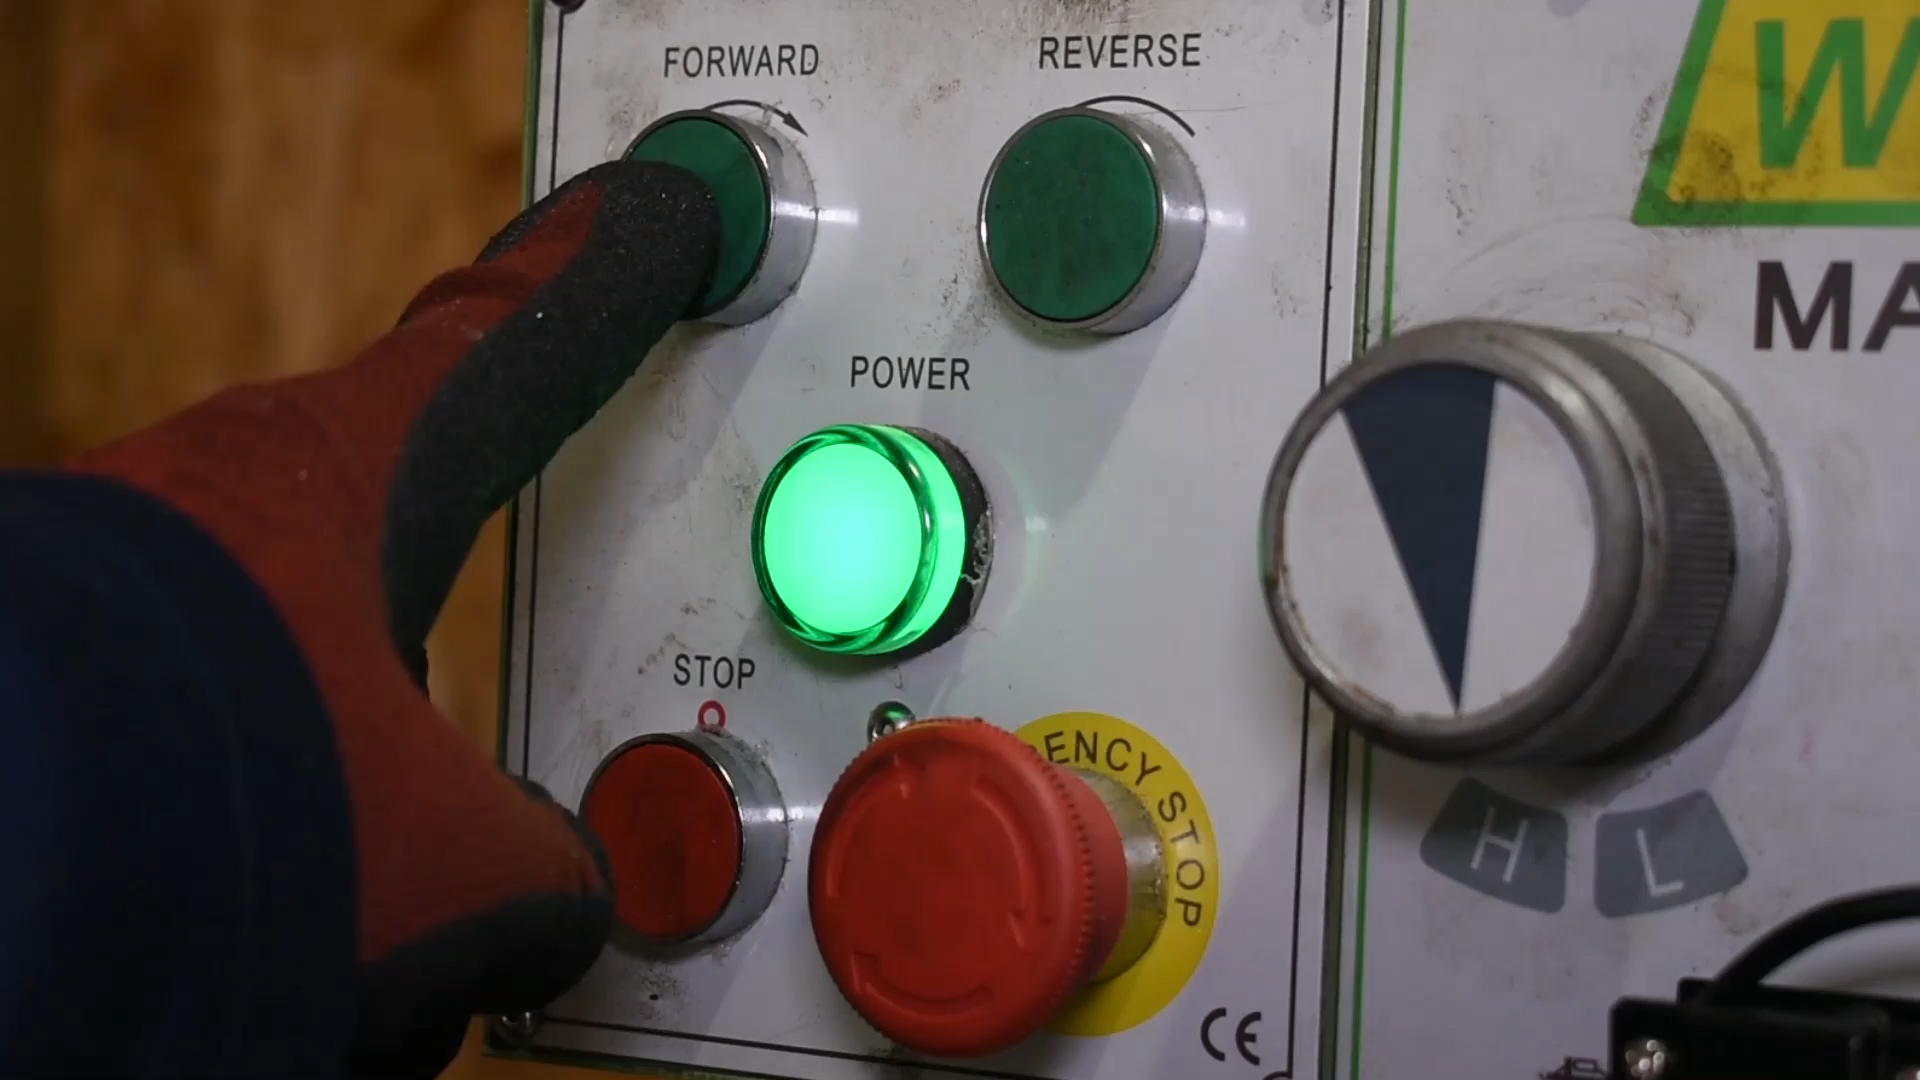 FORWARD
REVERSE
W
MA
POWER
STOP
ENCY STOP
H
L
CE